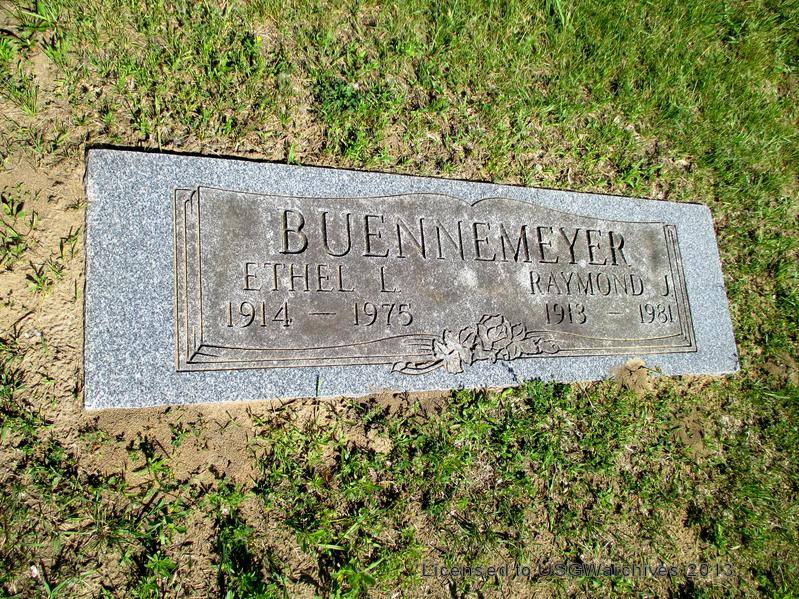 BUENNEMEYER
ETHEL L. RAYMOND J.
1914 — 1975 1913 — 1981
Licensed to USGWarchives 2013